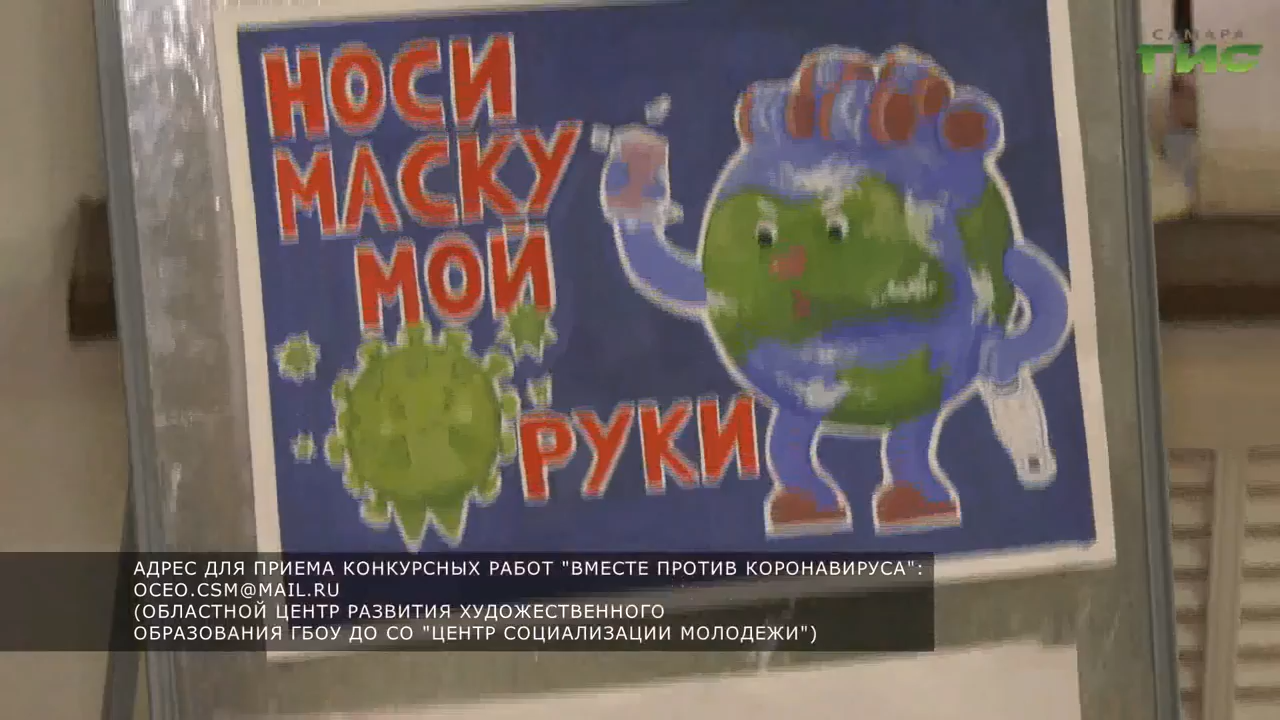 САМАРА
ГИС
НОСИ
МАСКУ
МОЙ
РУКИ
АДРЕС ДЛЯ ПРИЕМА КОНКУРСНЫХ РАБОТ "ВМЕСТЕ ПРОТИВ КОРОНАВИРУСА":
OCEO.CSM@MAIL.RU
(ОБЛАСТНОЙ ЦЕНТР РАЗВИТИЯ ХУДОЖЕСТВЕННОГО
ОБРАЗОВАНИЯ ГБОУ ДО СО "ЦЕНТР СОЦИАЛИЗАЦИИ МОЛОДЕЖИ")